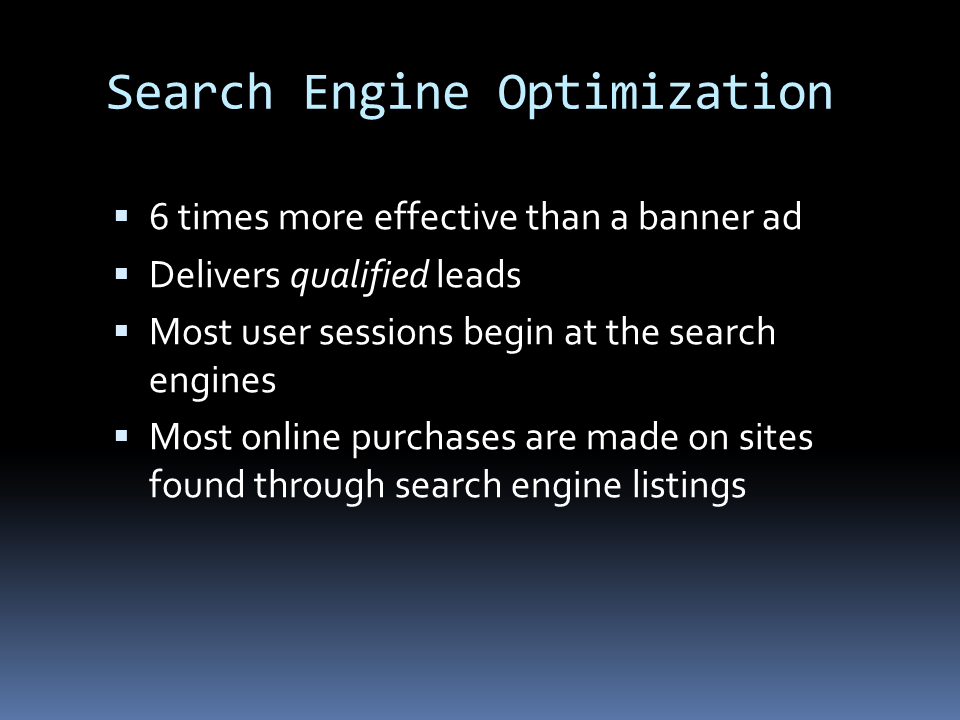 Search Engine Optimization
▪ 6 times more effective than a banner ad
▪ Delivers qualified leads
▪ Most user sessions begin at the search
engines
▪ Most online purchases are made on sites
found through search engine listings